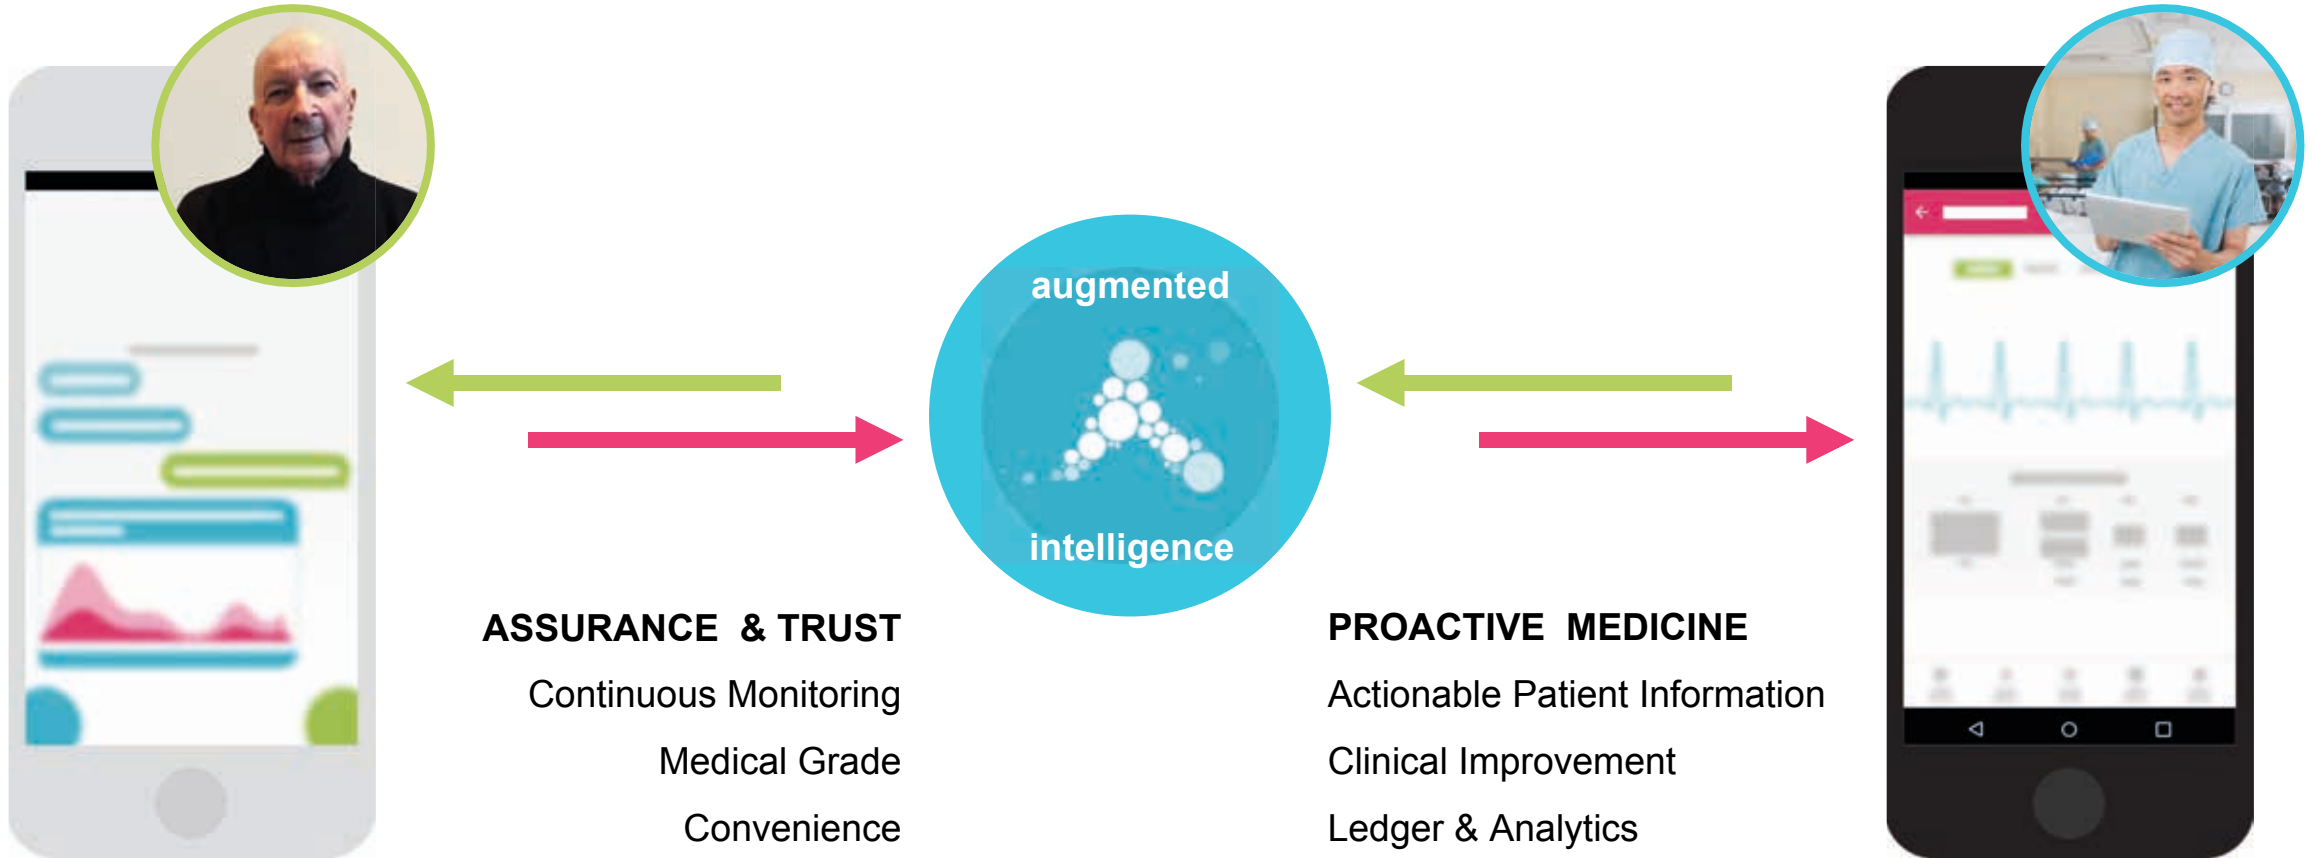 augmented
intelligence
ASSURANCE & TRUST
Continuous Monitoring
Medical Grade
Convenience
PROACTIVE MEDICINE
Actionable Patient Information
Clinical Improvement
Ledger & Analytics